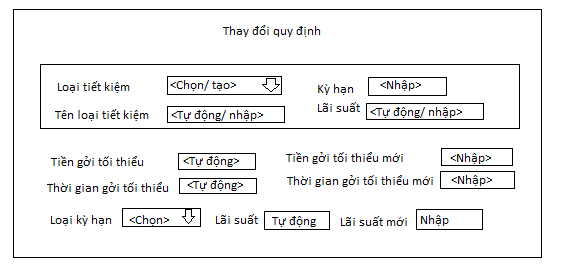 Thay đổi quy định
Loại tiết kiệm <Chọn/ tạo> Kỳ hạn <Nhập>
Tên loại tiết kiệm <Tự động/ nhập> Lãi suất <Tự động/ nhập>
Tiền gởi tối thiểu <Tự động> Tiền gởi tối thiểu mới <Nhập>
Thời gian gởi tối thiểu <Tự động> Thời gian gởi tối thiểu mới <Nhập>
Loại kỳ hạn <Chọn> Lãi suất Tự động Lãi suất mới Nhập